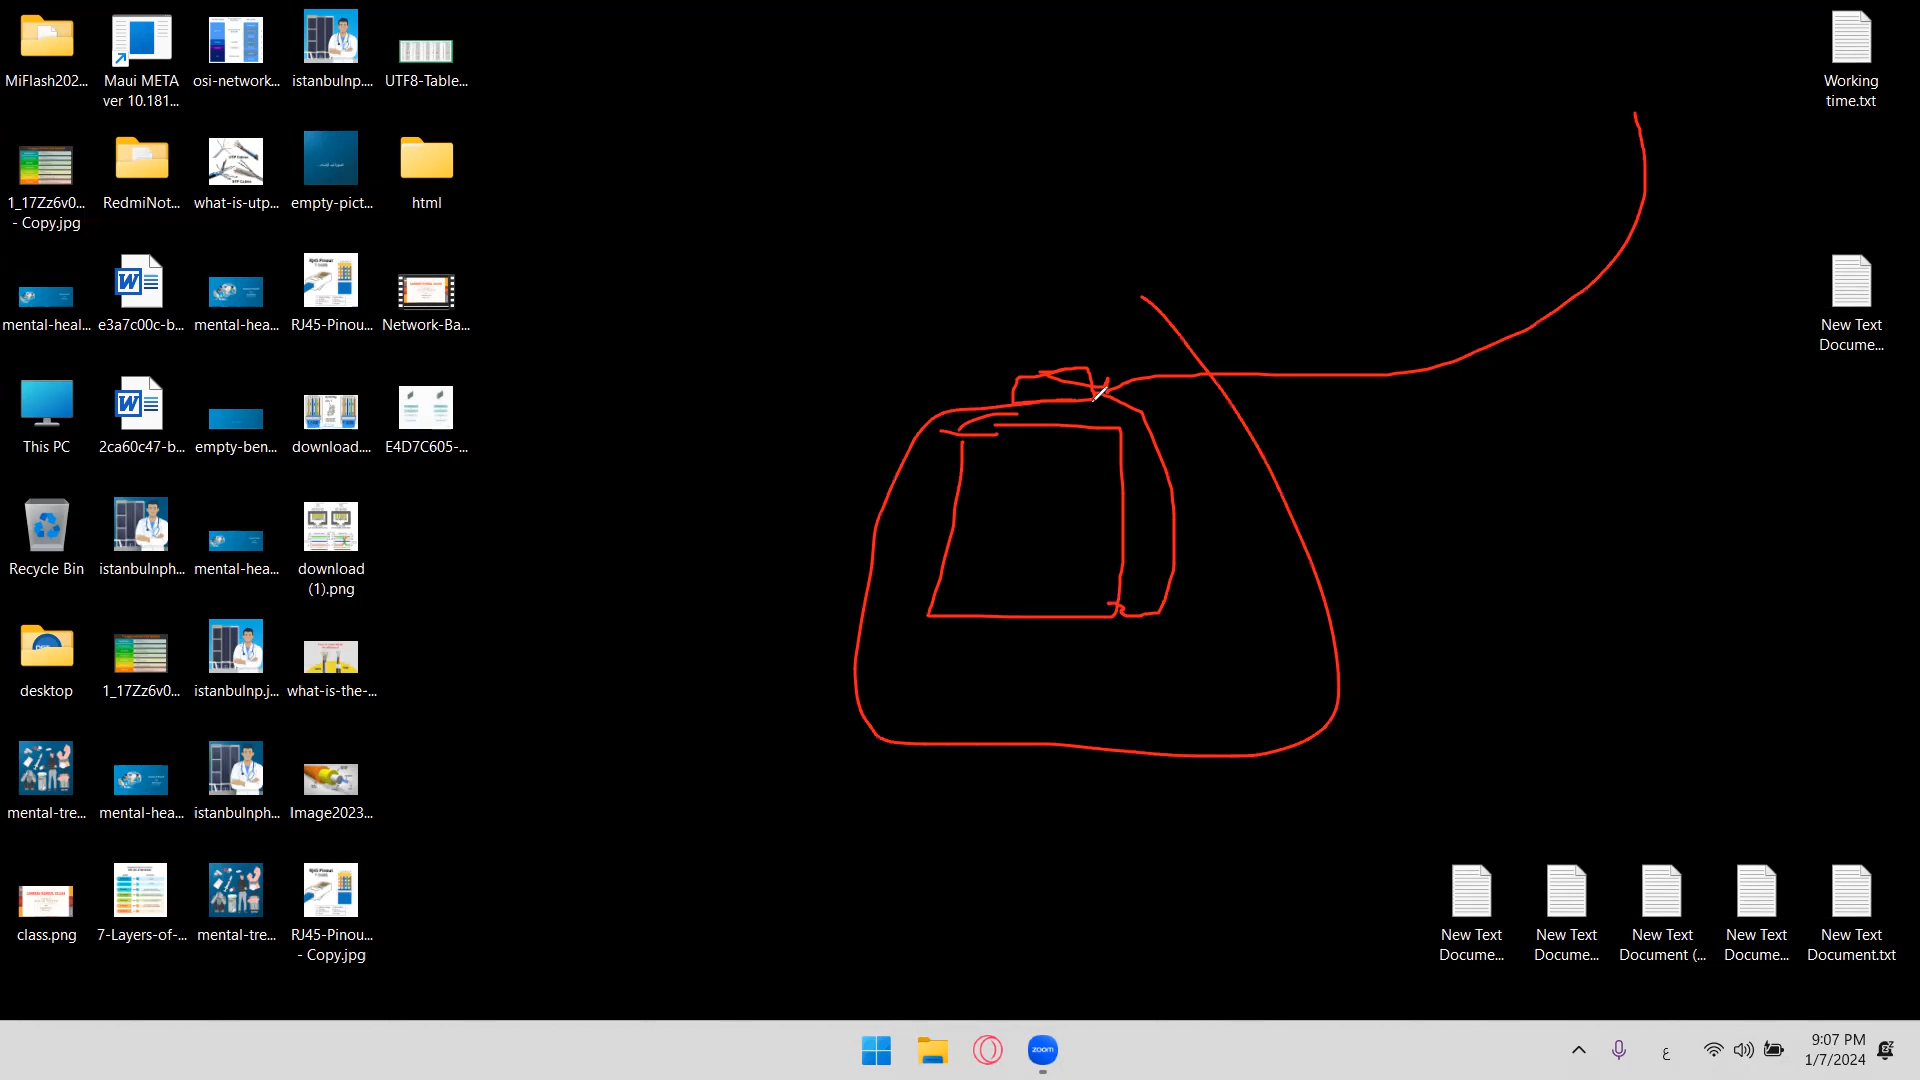 MiFlash202...
Maui META
ver 10.181...
osi-network...
istanbulnp....
UTF8-Table...
Working
time.txt
1_17Zz6v0...
- Copy.jpg
RedmiNot...
what-is-utp...
empty-pict...
html
mental-heal...
e3a7c00c-b...
mental-hea...
RJ45-Pinou...
Network-Ba...
New Text
Docume...
This PC
2ca60c47-b...
empty-ben...
download....
E4D7C605-...
Recycle Bin
istanbulnph...
mental-hea...
download
(1).png
desktop
1_17Zz6v0...
istanbulnp.j...
what-is-the-...
mental-tre...
mental-hea...
istanbulnph...
Image2023...
class.png
7-Layers-of-...
mental-tre...
RJ45-Pinou...
- Copy.jpg
New Text
Docume...
New Text
Docume...
New Text
Document (...
New Text
Docume...
New Text
Document.txt
zoom
ع
9:07 PM
1/7/2024